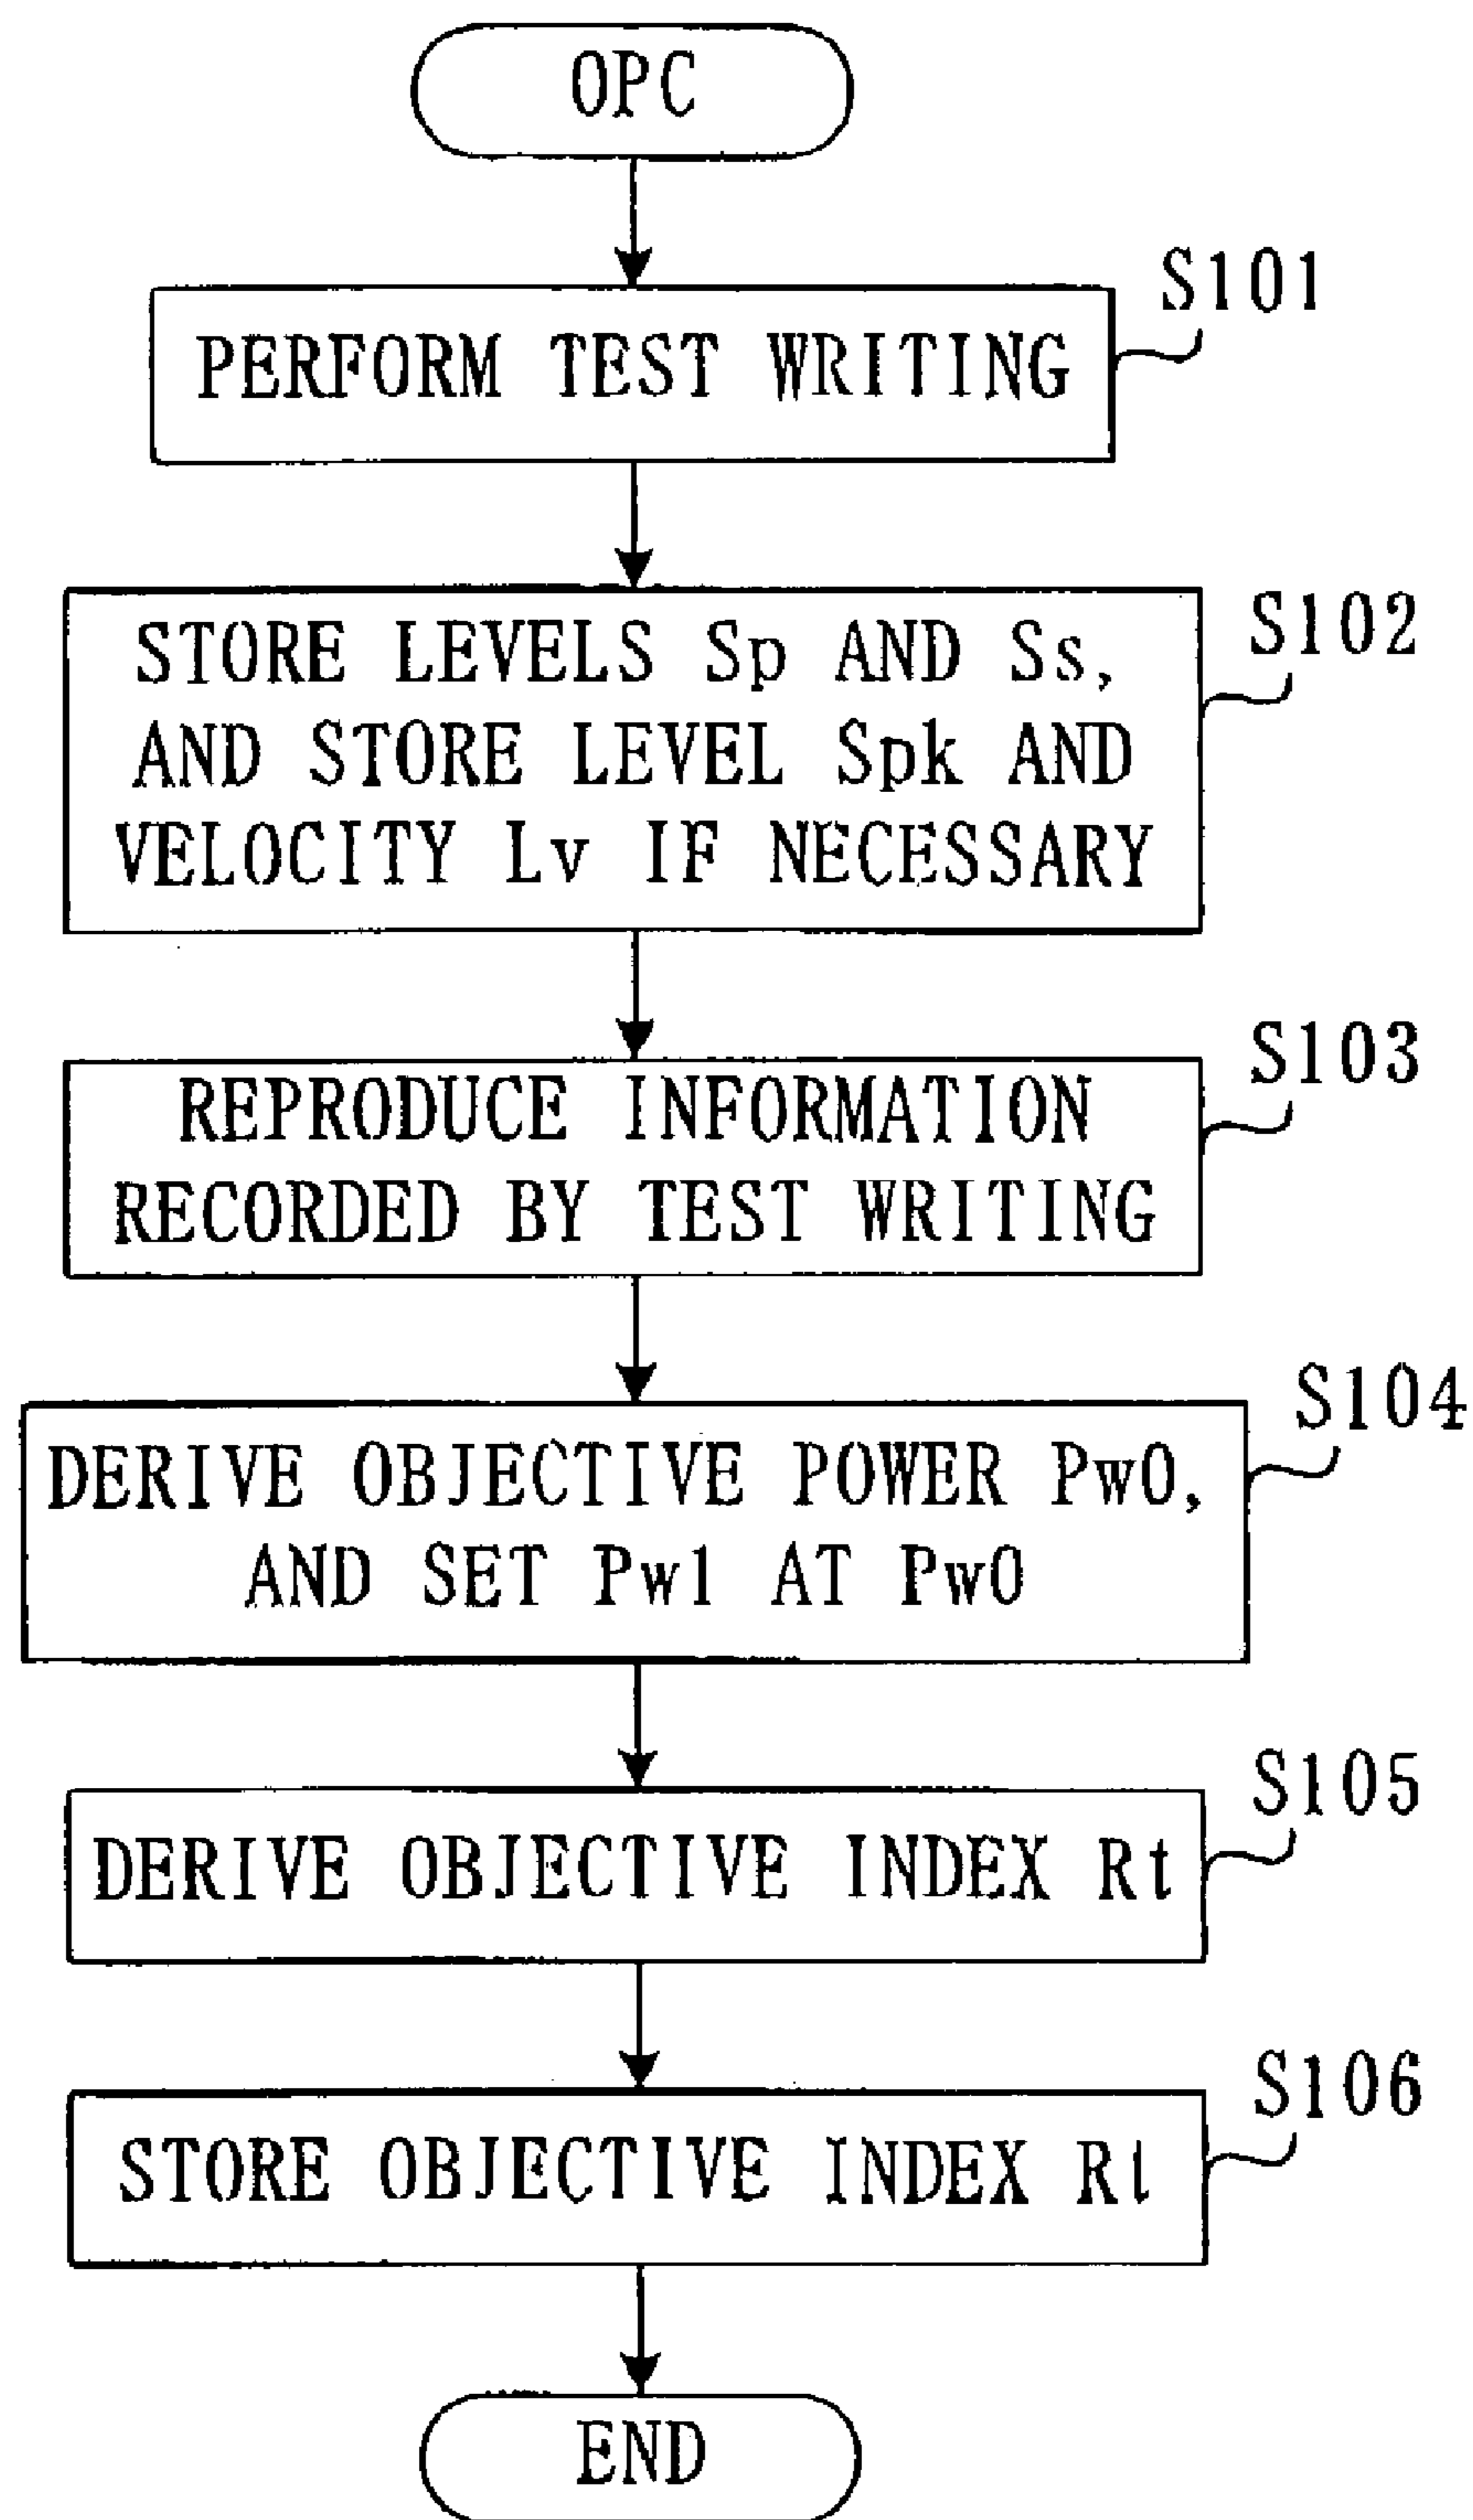 OPC
S101
PERFORM TEST WRITING
S102
STORE LEVELS Sp AND Ss,
AND STORE LEVEL Spk AND
VELOCITY Lv IF NECESSARY
S103
REPRODUCE INFORMATION
RECORDED BY TEST WRITING
S104
DERIVE OBJECTIVE POWER Pw0,
AND SET Pw1 AT Pw0
S105
DERIVE OBJECTIVE INDEX Rt
S106
STORE OBJECTIVE INDEX Rt
END